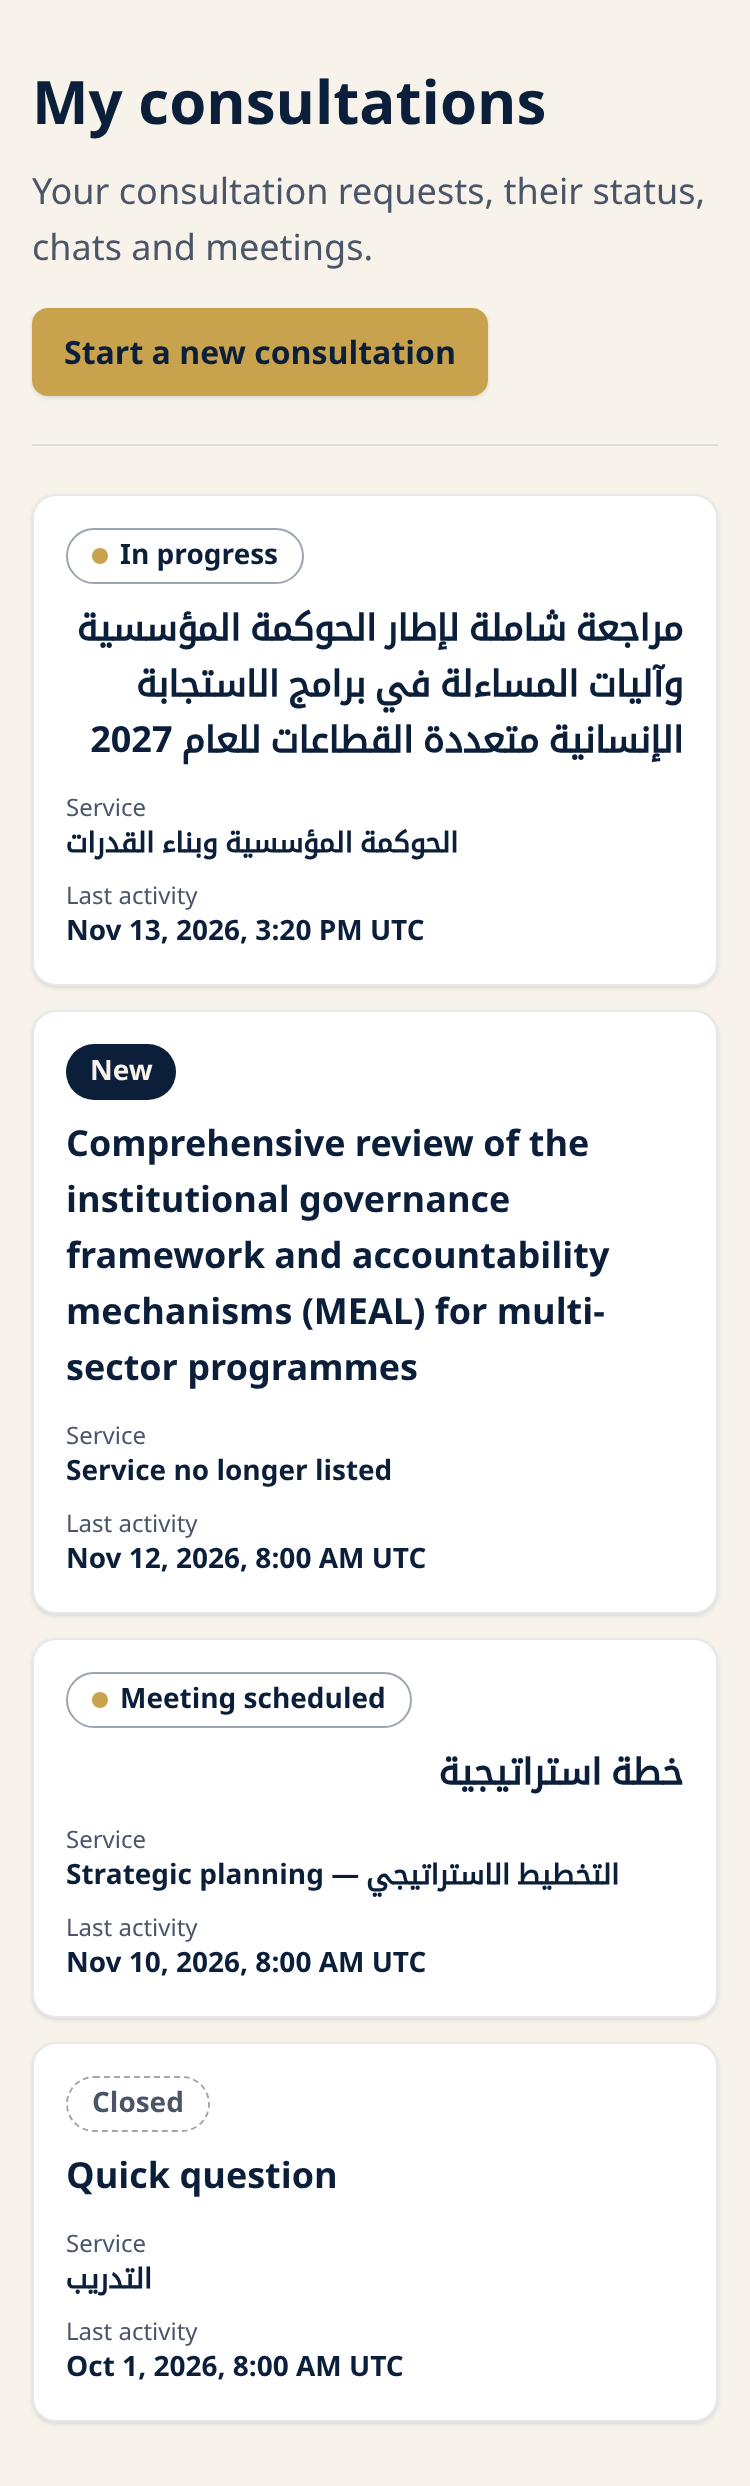 My consultations
Your consultation requests, their status,
chats and meetings.
Start a new consultation
In progress
مراجعة شاملة لإطار الحوكمة المؤسسية
وآليات المساءلة في برامج الاستجابة
الإنسانية متعددة القطاعات للعام 2027
Service
الحوكمة المؤسسية وبناء القدرات
Last activity
Nov 13, 2026, 3:20 PM UTC
New
Comprehensive review of the
institutional governance
framework and accountability
mechanisms (MEAL) for multi-
sector programmes
Service
Service no longer listed
Last activity
Nov 12, 2026, 8:00 AM UTC
Meeting scheduled
خطة استراتيجية
Service
Strategic planning — التخطيط الاستراتيجي
Last activity
Nov 10, 2026, 8:00 AM UTC
Closed
Quick question
Service
التدريب
Last activity
Oct 1, 2026, 8:00 AM UTC